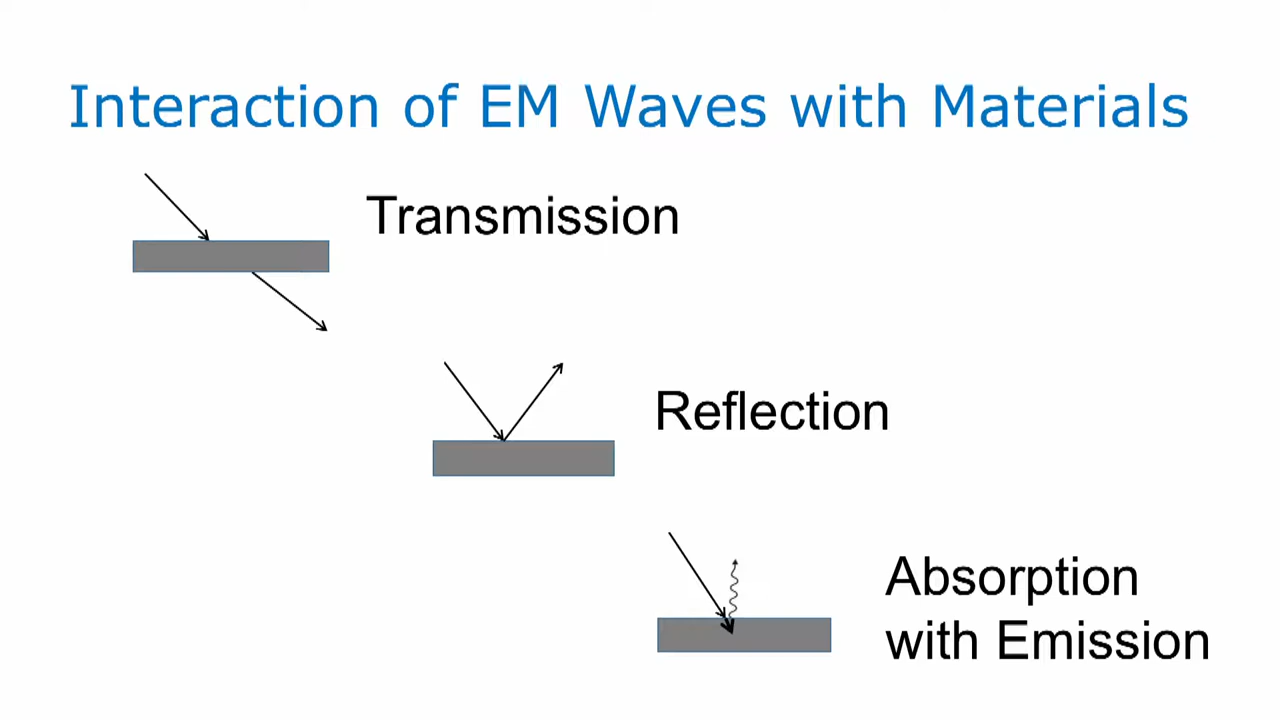 Interaction of EM Waves with Materials
Transmission
Reflection
Absorption
with Emission